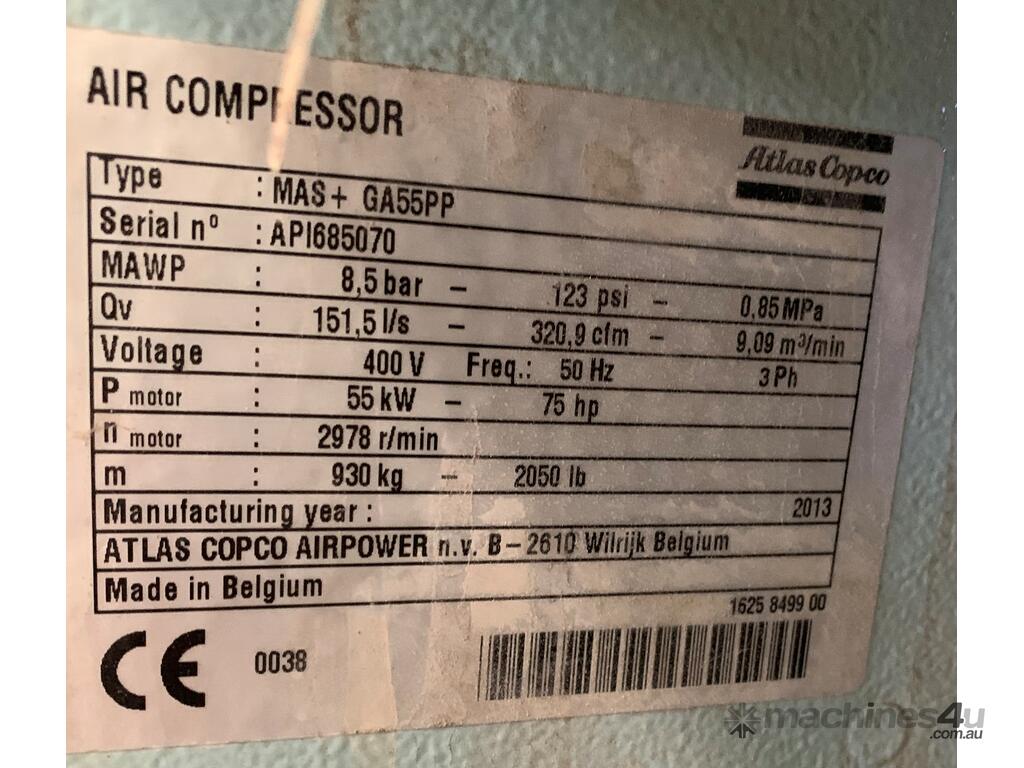 AIR COMPRESSOR
Atlas Copco
Type : MAS+ GA55PP
Serial nº : API685070
MAWP : 8,5 bar – 123 psi – 0,85 MPa
Qv : 151,5 l/s – 320,9 cfm – 9,09 m³/min
Voltage : 400 V Freq.: 50 Hz 3 Ph
P motor : 55 kW – 75 hp
n motor : 2978 r/min
m : 930 kg – 2050 lb
Manufacturing year : 2013
ATLAS COPCO AIRPOWER n.v. B – 2610 Wilrijk Belgium
Made in Belgium
1625 8499 00
CE 0038
machines4u
.com.au